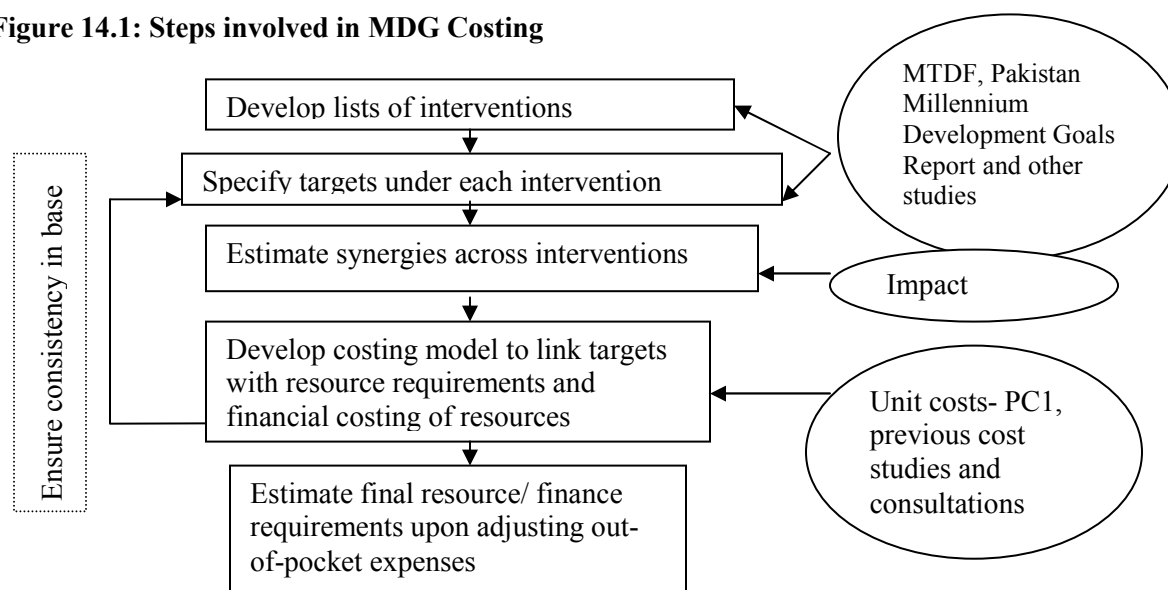 Figure 14.1: Steps involved in MDG Costing
Develop lists of interventions
Specify targets under each intervention
Estimate synergies across interventions
Develop costing model to link targets
with resource requirements and
financial costing of resources
Estimate final resource/ finance
requirements upon adjusting out-
of-pocket expenses
Ensure consistency in base
MTDF, Pakistan
Millennium
Development Goals
Report and other
studies
Impact
Unit costs- PC1,
previous cost
studies and
consultations